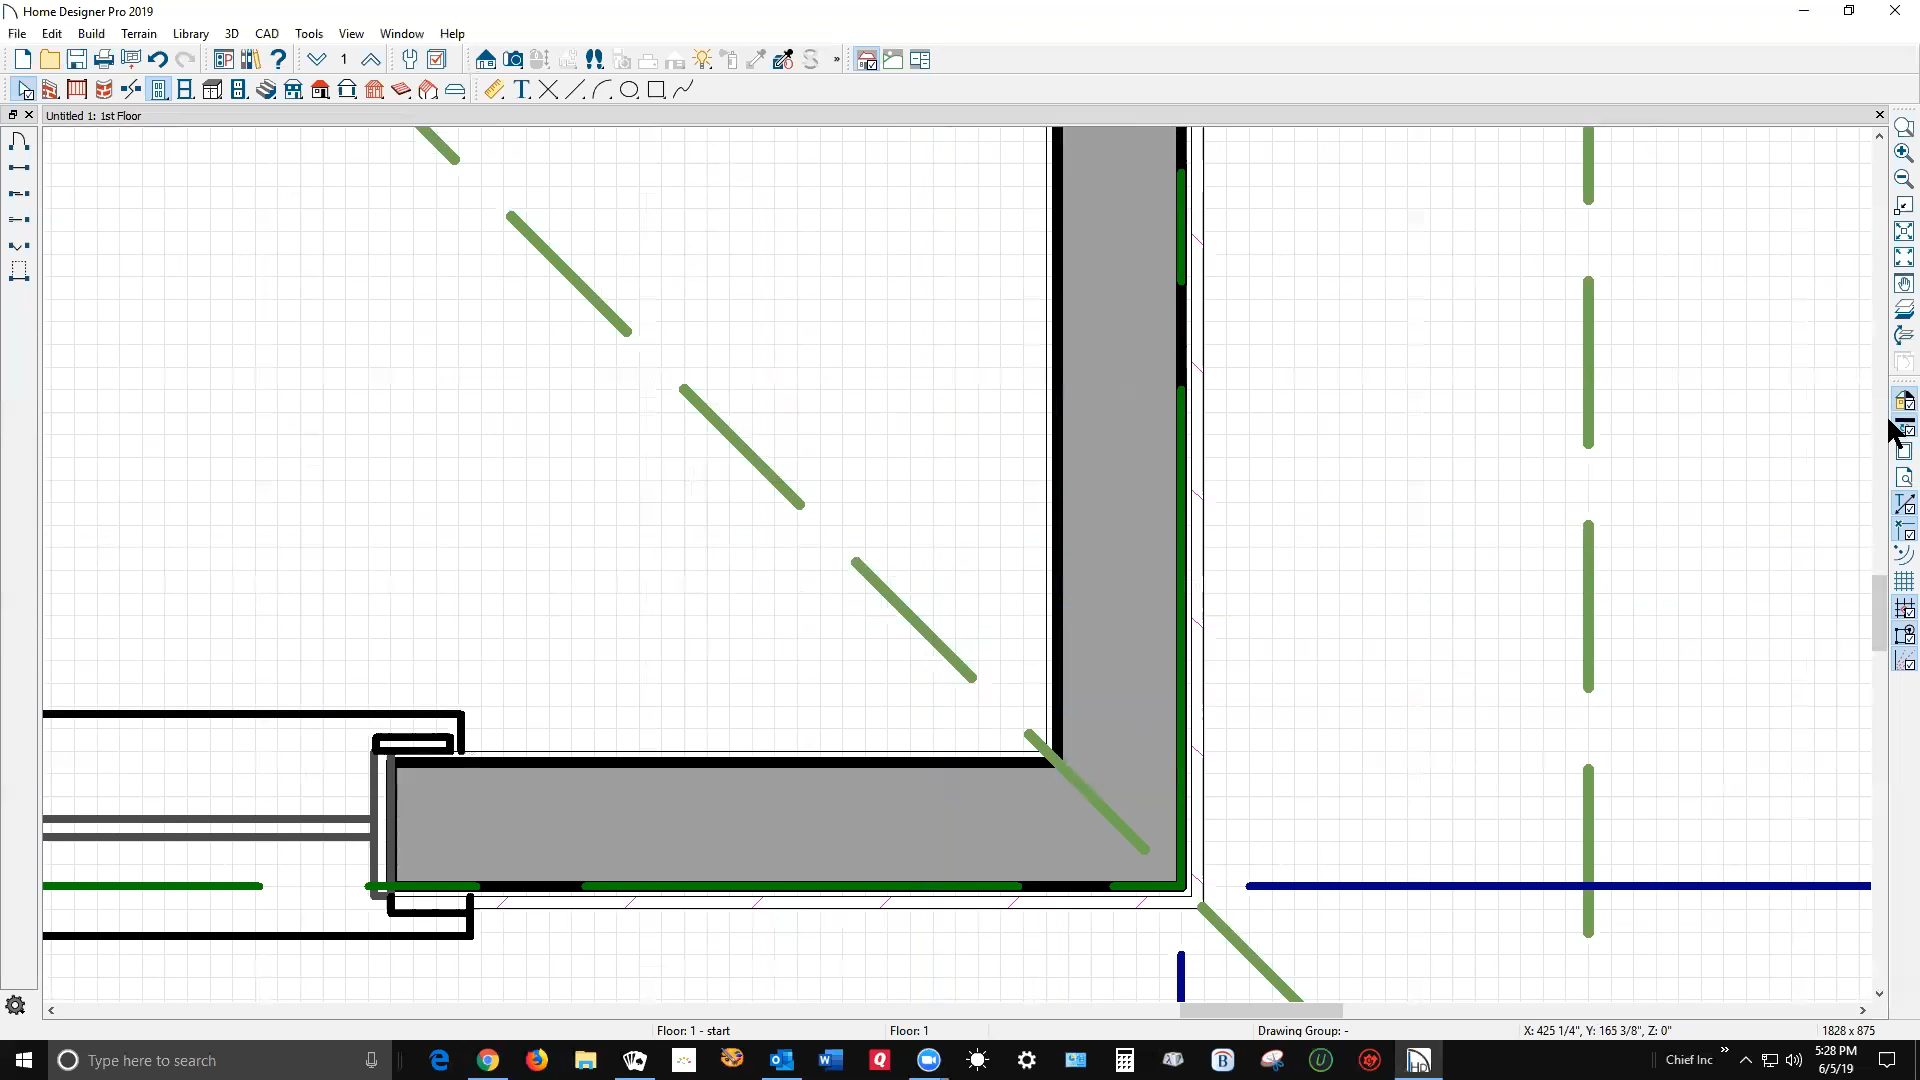 Home Designer Pro 2019
File Edit Build Terrain Library 3D CAD Tools Window View Help
1
Untitled 1: 1st Floor
Floor: 1 - start Floor: 1 Drawing Group: - X: 425 1/4", Y: 165 3/8", Z: 0" 1828 x 875
Type here to search
Chief Inc
5:28 PM
6/5/19